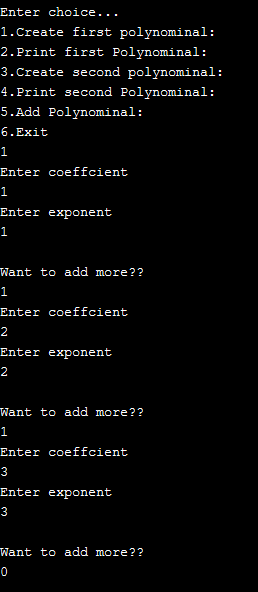 Enter choice...
1.Create first polynominal:
2.Print first Polynominal:
3.Create second polynominal:
4.Print second Polynominal:
5.Add Polynominal:
6.Exit
1
Enter coeffcient
1
Enter exponent
1
Want to add more??
1
Enter coeffcient
2
Enter exponent
2
Want to add more??
1
Enter coeffcient
3
Enter exponent
3
Want to add more??
0